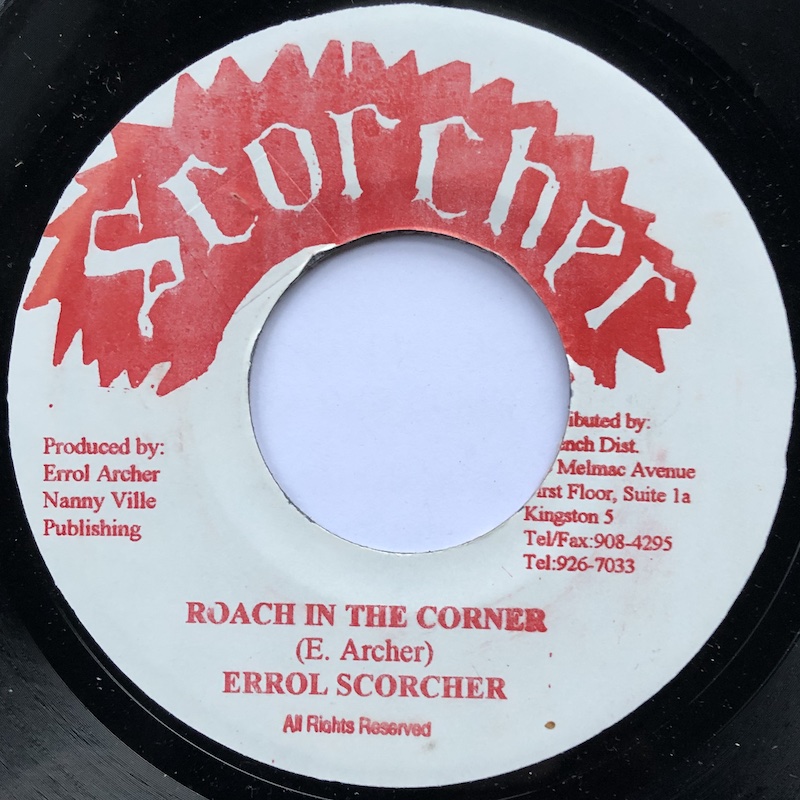 Scorcher
Produced by:
Errol Archer
Nanny Ville
Publishing
ibuted by:
ench Dist.
Melmac Avenue
irst Floor, Suite 1a
Kingston 5
Tel/Fax:908-4295
Tel:926-7033
ROACH IN THE CORNER
(E. Archer)
ERROL SCORCHER
All Rights Reserved